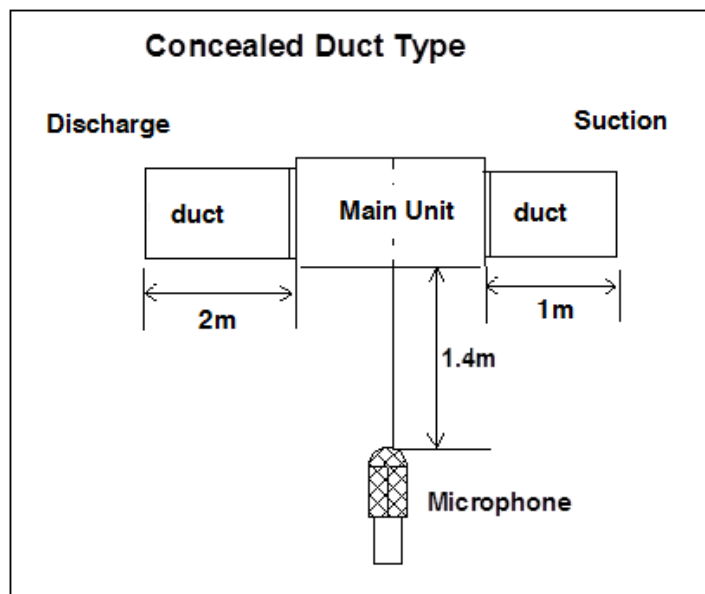 Concealed Duct Type
Discharge
Suction
duct
Main Unit
duct
2m
1m
1.4m
Microphone